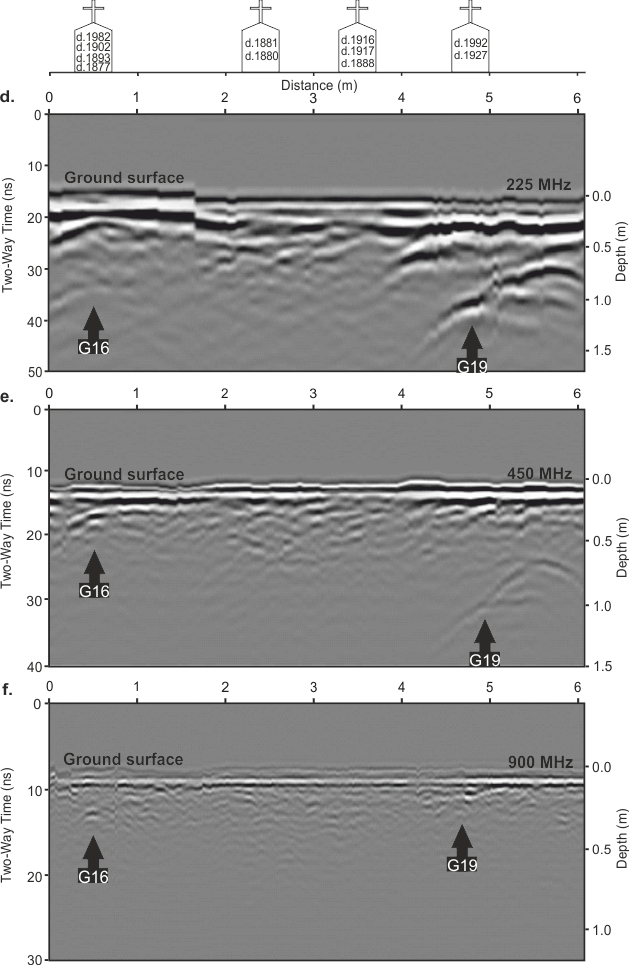 d.1982 d.1881 d.1916 d.1992
d.1902 d.1880 d.1917 d.1927
d.1893 d.1888
d.1877
Distance (m)
d.
0 1 2 3 4 5 6
0
10
20
30
40
50
Two-Way Time (ns)
Ground surface
225 MHz
0.0
0.5
1.0
1.5
Depth (m)
G16
G19
e.
0 1 2 3 4 5 6
0
10
20
30
40
Two-Way Time (ns)
Ground surface
450 MHz
0.0
0.5
1.0
1.5
Depth (m)
G16
G19
f.
0 1 2 3 4 5 6
0
10
20
30
Two-Way Time (ns)
Ground surface
900 MHz
0.0
0.5
1.0
Depth (m)
G16
G19